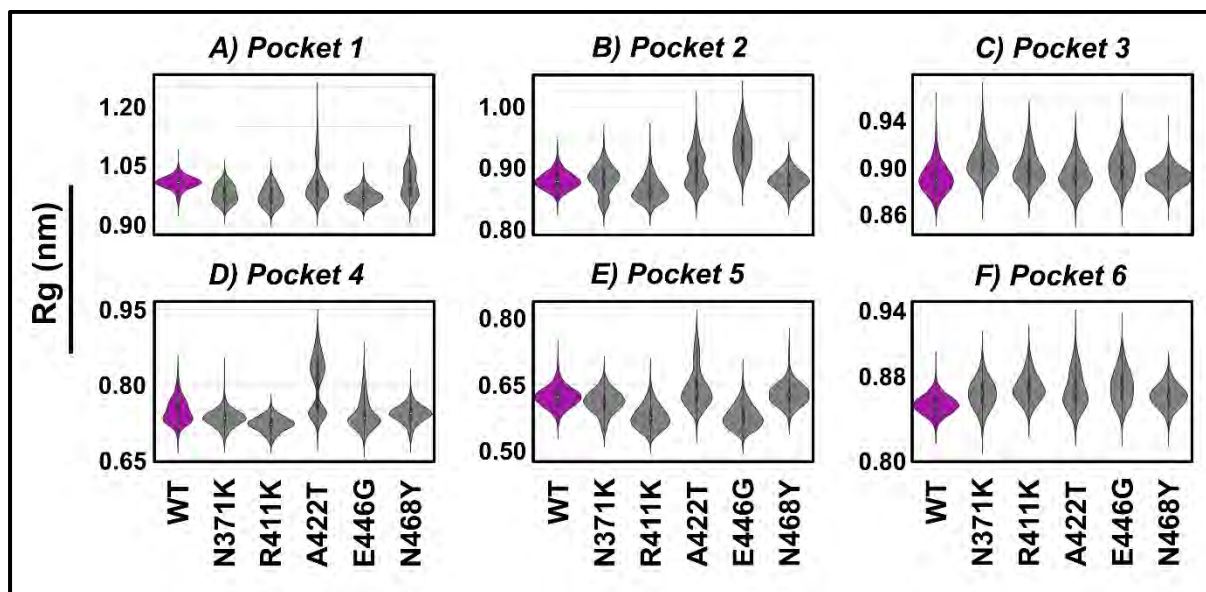 A) Pocket 1
B) Pocket 2
C) Pocket 3
1.20
1.05
0.90
1.00
0.90
0.80
0.94
0.90
0.86
Rg (nm)
D) Pocket 4
E) Pocket 5
F) Pocket 6
0.95
0.80
0.65
0.80
0.65
0.50
0.94
0.88
0.80
WT
N371K
R411K
A422T
E446G
N468Y
WT
N371K
R411K
A422T
E446G
N468Y
WT
N371K
R411K
A422T
E446G
N468Y